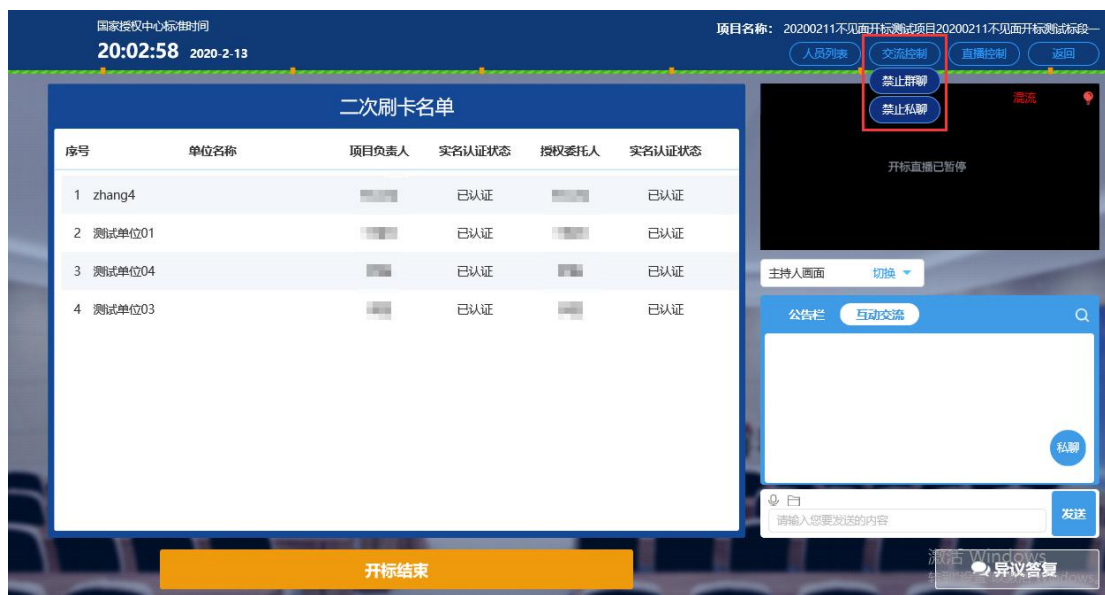 国家授权中心标准时间
20:02:58 2020-2-13
项目名称： 20200211不见面开标测试项目20200211不见面开标测试标段一
人员列表 交流控制 直播控制 返回
禁止群聊
禁止私聊
混流
开标直播已暂停
二次刷卡名单
序号 单位名称 项目负责人 实名认证状态 授权委托人 实名认证状态
1 zhang4 已认证 已认证
2 测试单位01 已认证 已认证
3 测试单位04 已认证 已认证
4 测试单位03 已认证 已认证
主持人画面 切换
公告栏 互动交流
私聊
请输入您要发送的内容
发送
开标结束
激活 Windows
异议答复